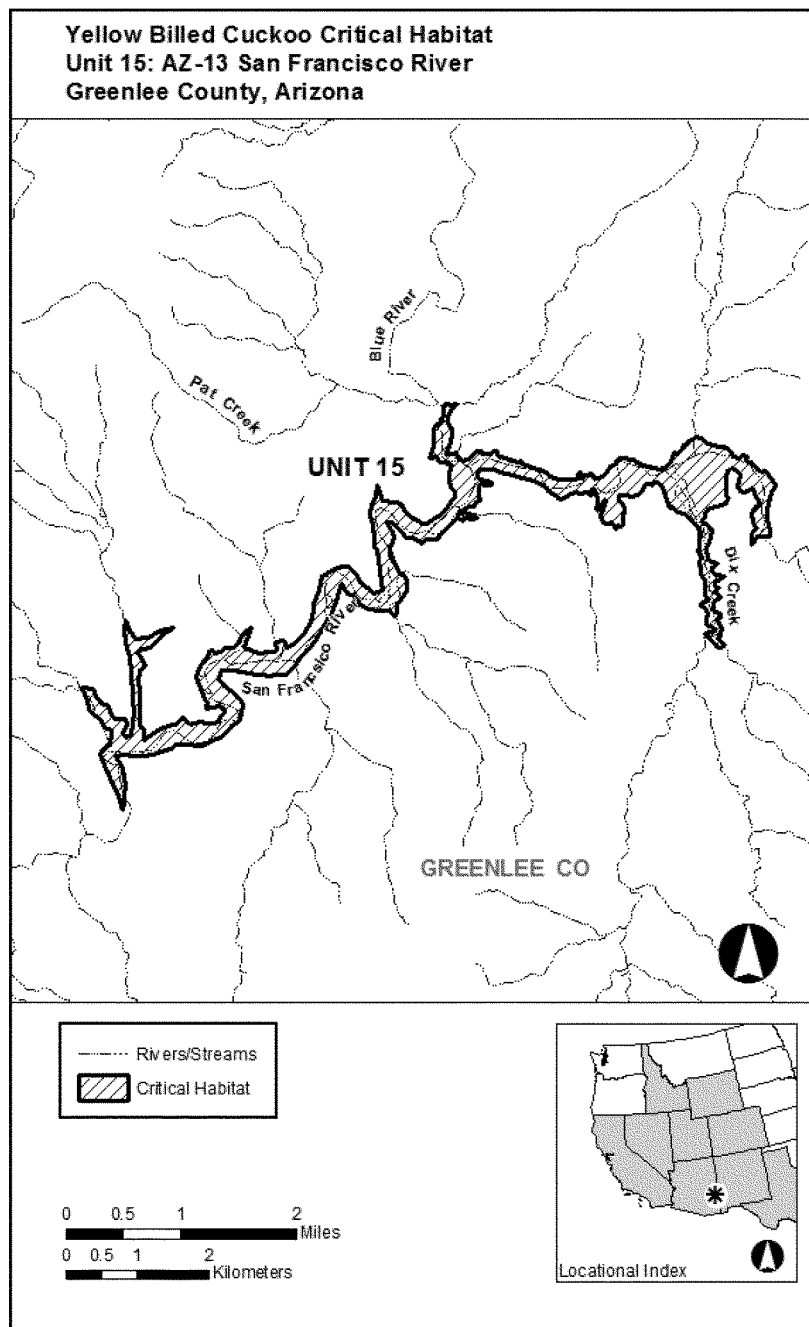 Yellow Billed Cuckoo Critical Habitat
Unit 15: AZ-13 San Francisco River
Greenlee County, Arizona
Blue River
Pat Creek
UNIT 15
Dix Creek
San Francisico River
GREENLEE CO
Rivers/Streams
Critical Habitat
0 0.5 1 2
Miles
0 0.5 1 2
Kilometers
Locational Index